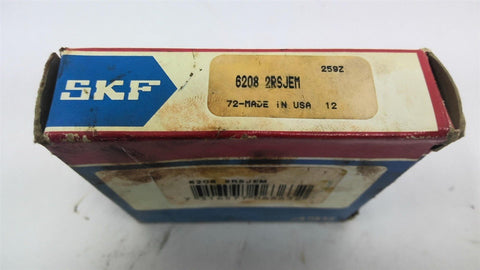 SKF
259Z
6208 2RSJEM
72-MADE IN USA 12
6208 2RSJEM